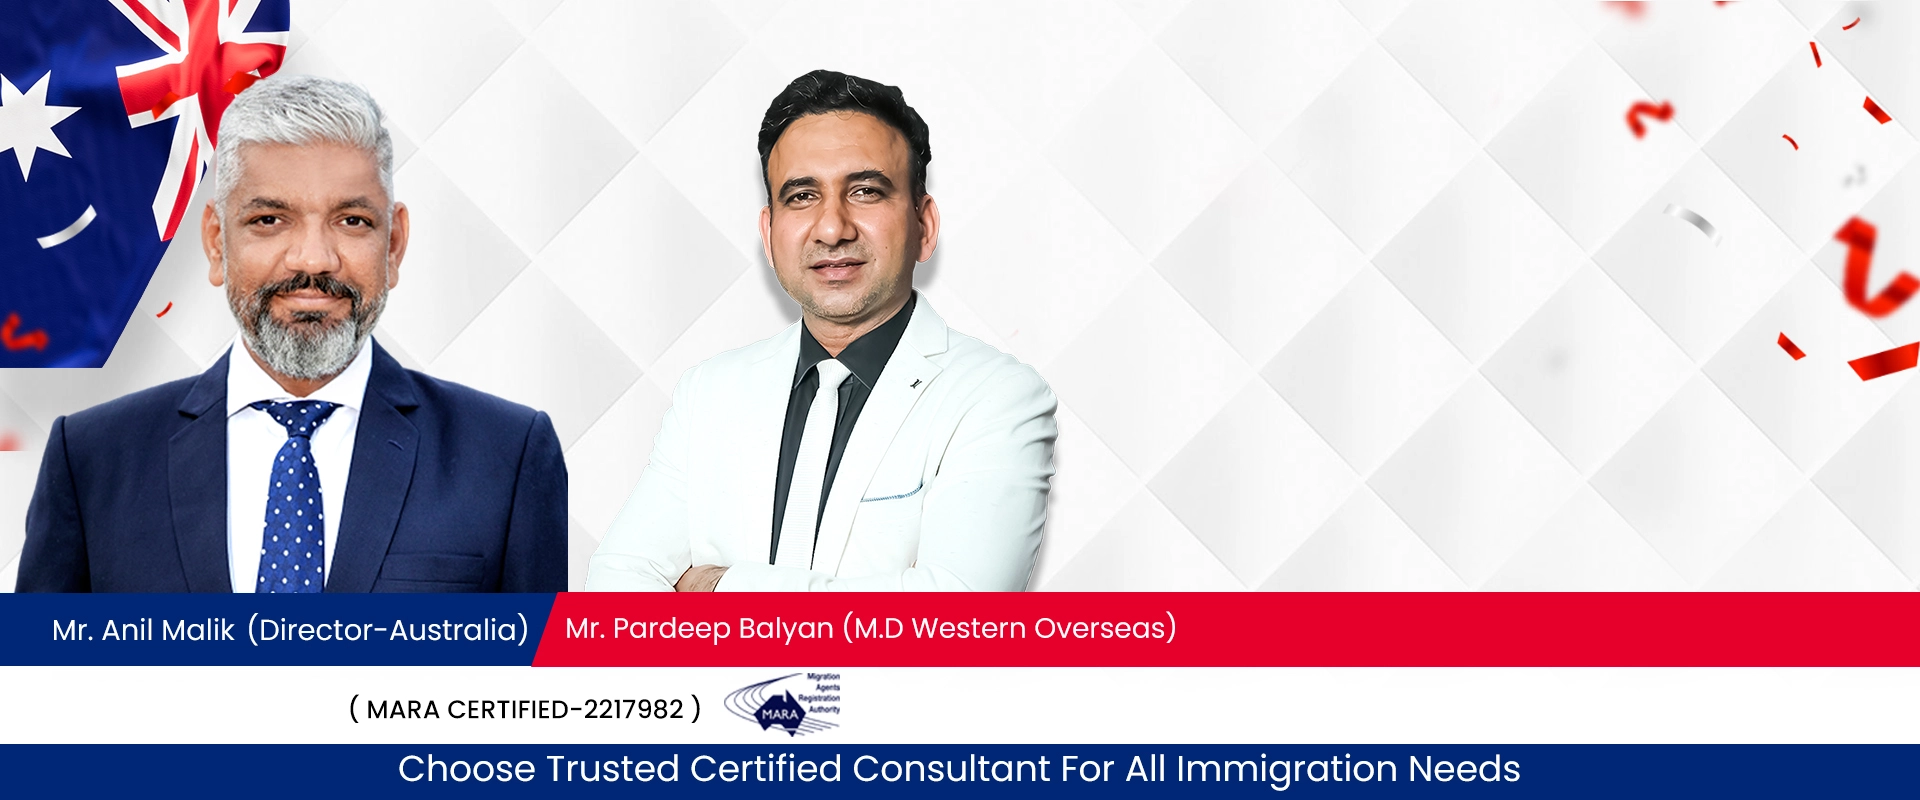 Mr. Anil Malik (Director-Australia)
Mr. Pardeep Balyan (M.D Western Overseas)
( MARA CERTIFIED-2217982 )
Migration
Agents
Registration
Authority
MARA
Choose Trusted Certified Consultant For All Immigration Needs